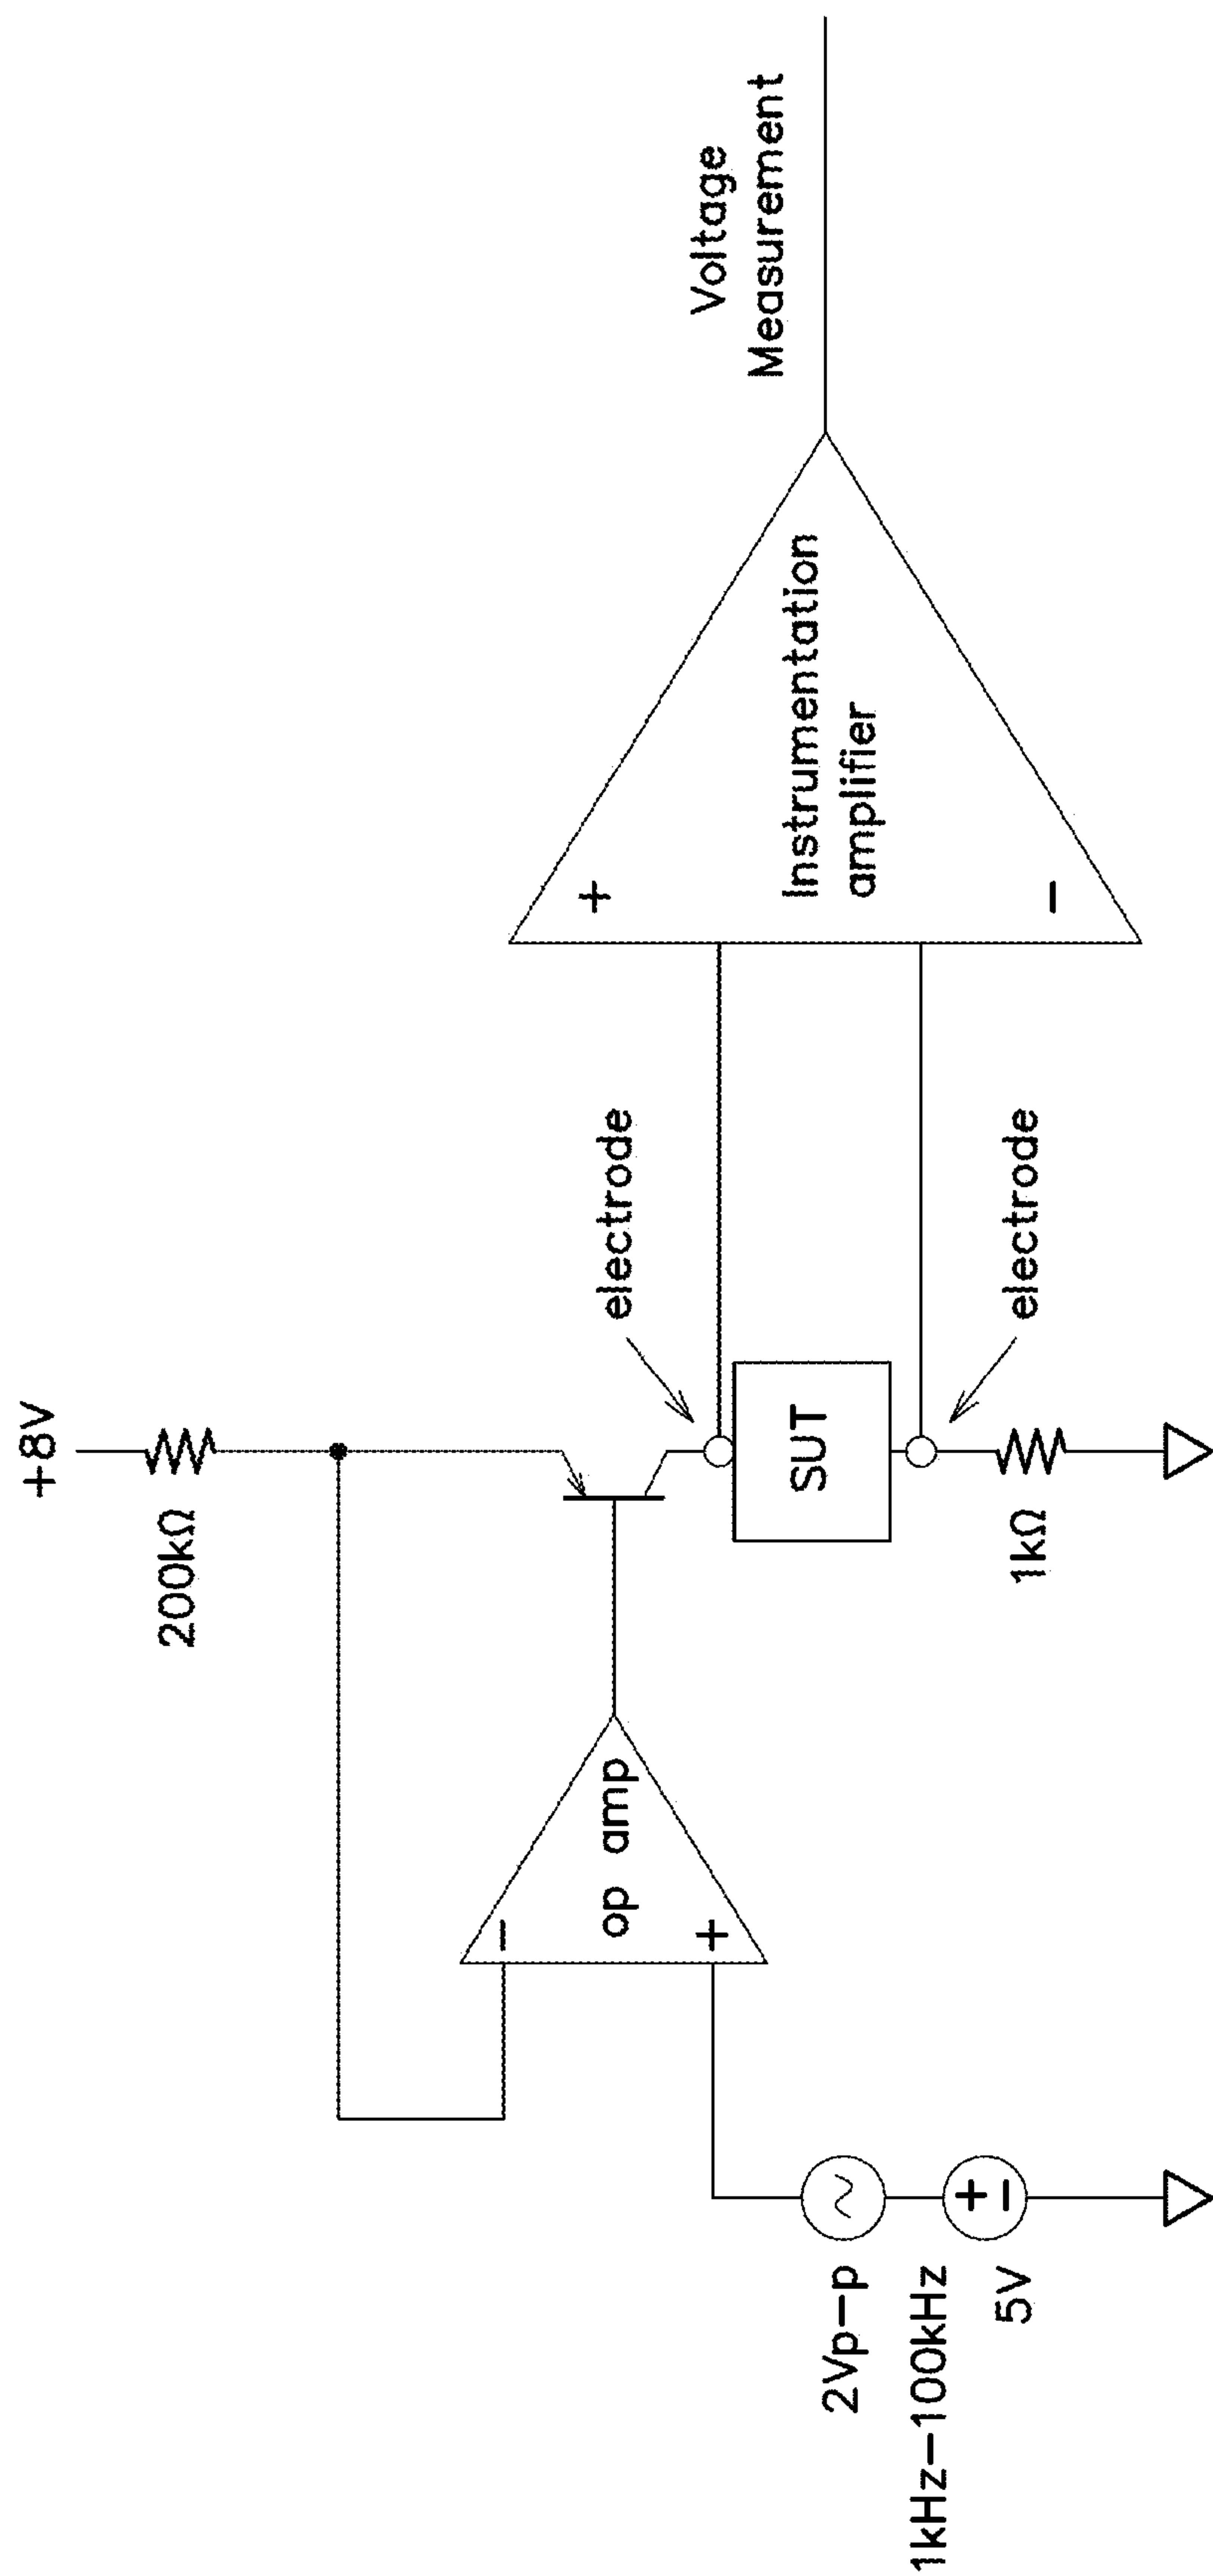 +8V
200kΩ
electrode
Voltage
Measurement
−
op amp
+
SUT
+
Instrumentation
amplifier
−
2Vp−p
1kHz−100kHz
+
−
5V
1kΩ
electrode